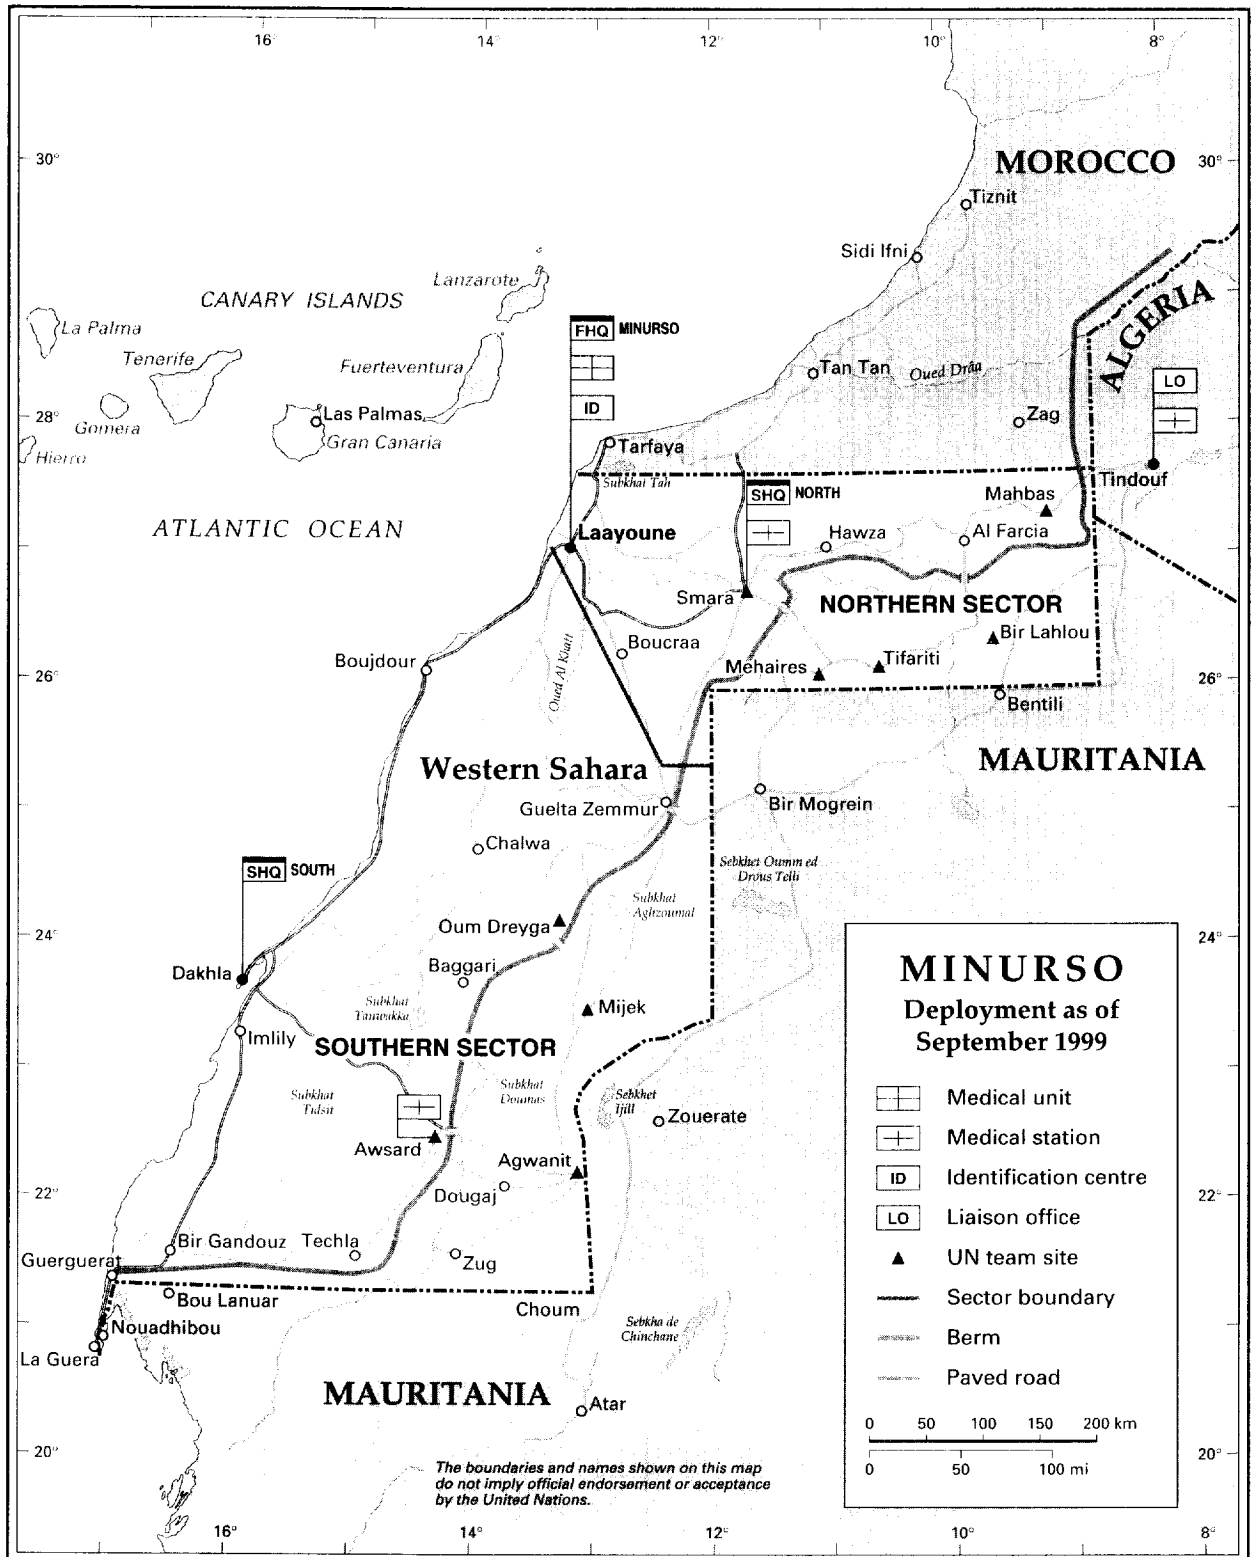 16°
14°
12°
10°
8°
30°
MOROCCO
30°
Tiznit
Sidi Ifni
Lanzarote
CANARY ISLANDS
ALGERIA
La Palma
FHQ MINURSO
Tenerife
Fuerteventura
Tan Tan
Oued Drâa
LO
ID
28°
Las Palmas
Zag
28°
Gomera
Gran Canaria
Hierro
Tarfaya
Tindouf
Subkhat Tah
SHQ NORTH
Mahbas
ATLANTIC OCEAN
Laayoune
Hawza
Al Farcia
Smara
NORTHERN SECTOR
Bir Lahlou
Boucraa
Boujdour
Oued Al Khatt
Mehaires
Tifariti
26°
26°
Bentili
Western Sahara
MAURITANIA
Guelta Zemmur
Bir Mogrein
Chalwa
SHQ SOUTH
Sebkhet Oumm ed
Drous Telli
Subkhat
Aghzoumal
Oum Dreyga
24°
24°
Baggari
Dakhla
MINURSO
Deployment as of
September 1999
Subkhat
Mijek
Imlily
SOUTHERN SECTOR
Subkhat
Tidsit
Subkhat
Doumas
Sebkhet
Ijill
Zouerate
Medical unit
Medical station
Awsard
Agwanit
ID Identification centre
Dougaj
22°
22°
LO Liaison office
Bir Gandouz
Techla
Zug
UN team site
Guerguerat
Bou Lanuar
Choum
Sector boundary
Nouadhibou
Sebkha de
Chinchane
Berm
La Guera
Paved road
MAURITANIA
Atar
0 50 100 150 200 km
0 50 100 mi
20°
20°
The boundaries and names shown on this map
do not imply official endorsement or acceptance
by the United Nations.
16°
14°
12°
10°
8°